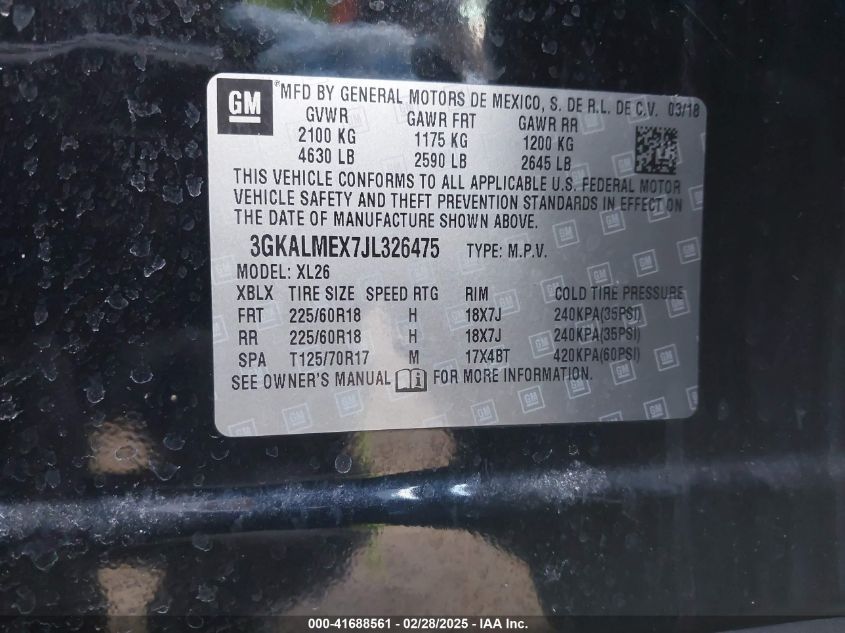 GM
*MFD BY GENERAL MOTORS DE MEXICO, S. DE R.L. DE C.V. 03/18
GVWR GAWR FRT GAWR RR
2100 KG 1175 KG 1200 KG
4630 LB 2590 LB 2645 LB
THIS VEHICLE CONFORMS TO ALL APPLICABLE U.S. FEDERAL MOTOR
VEHICLE SAFETY AND THEFT PREVENTION STANDARDS IN EFFECT ON
THE DATE OF MANUFACTURE SHOWN ABOVE.
3GKALMEX7JL326475 TYPE: M.P.V.
MODEL: XL26
XBLX TIRE SIZE SPEED RTG RIM COLD TIRE PRESSURE
FRT 225/60R18 H 18X7J 240KPA(35PSI)
RR 225/60R18 H 18X7J 240KPA(35PSI)
SPA T125/70R17 M 17X4BT 420KPA(60PSI)
SEE OWNER'S MANUAL FOR MORE INFORMATION.
000-41688561 - 02/28/2025 - IAA Inc.